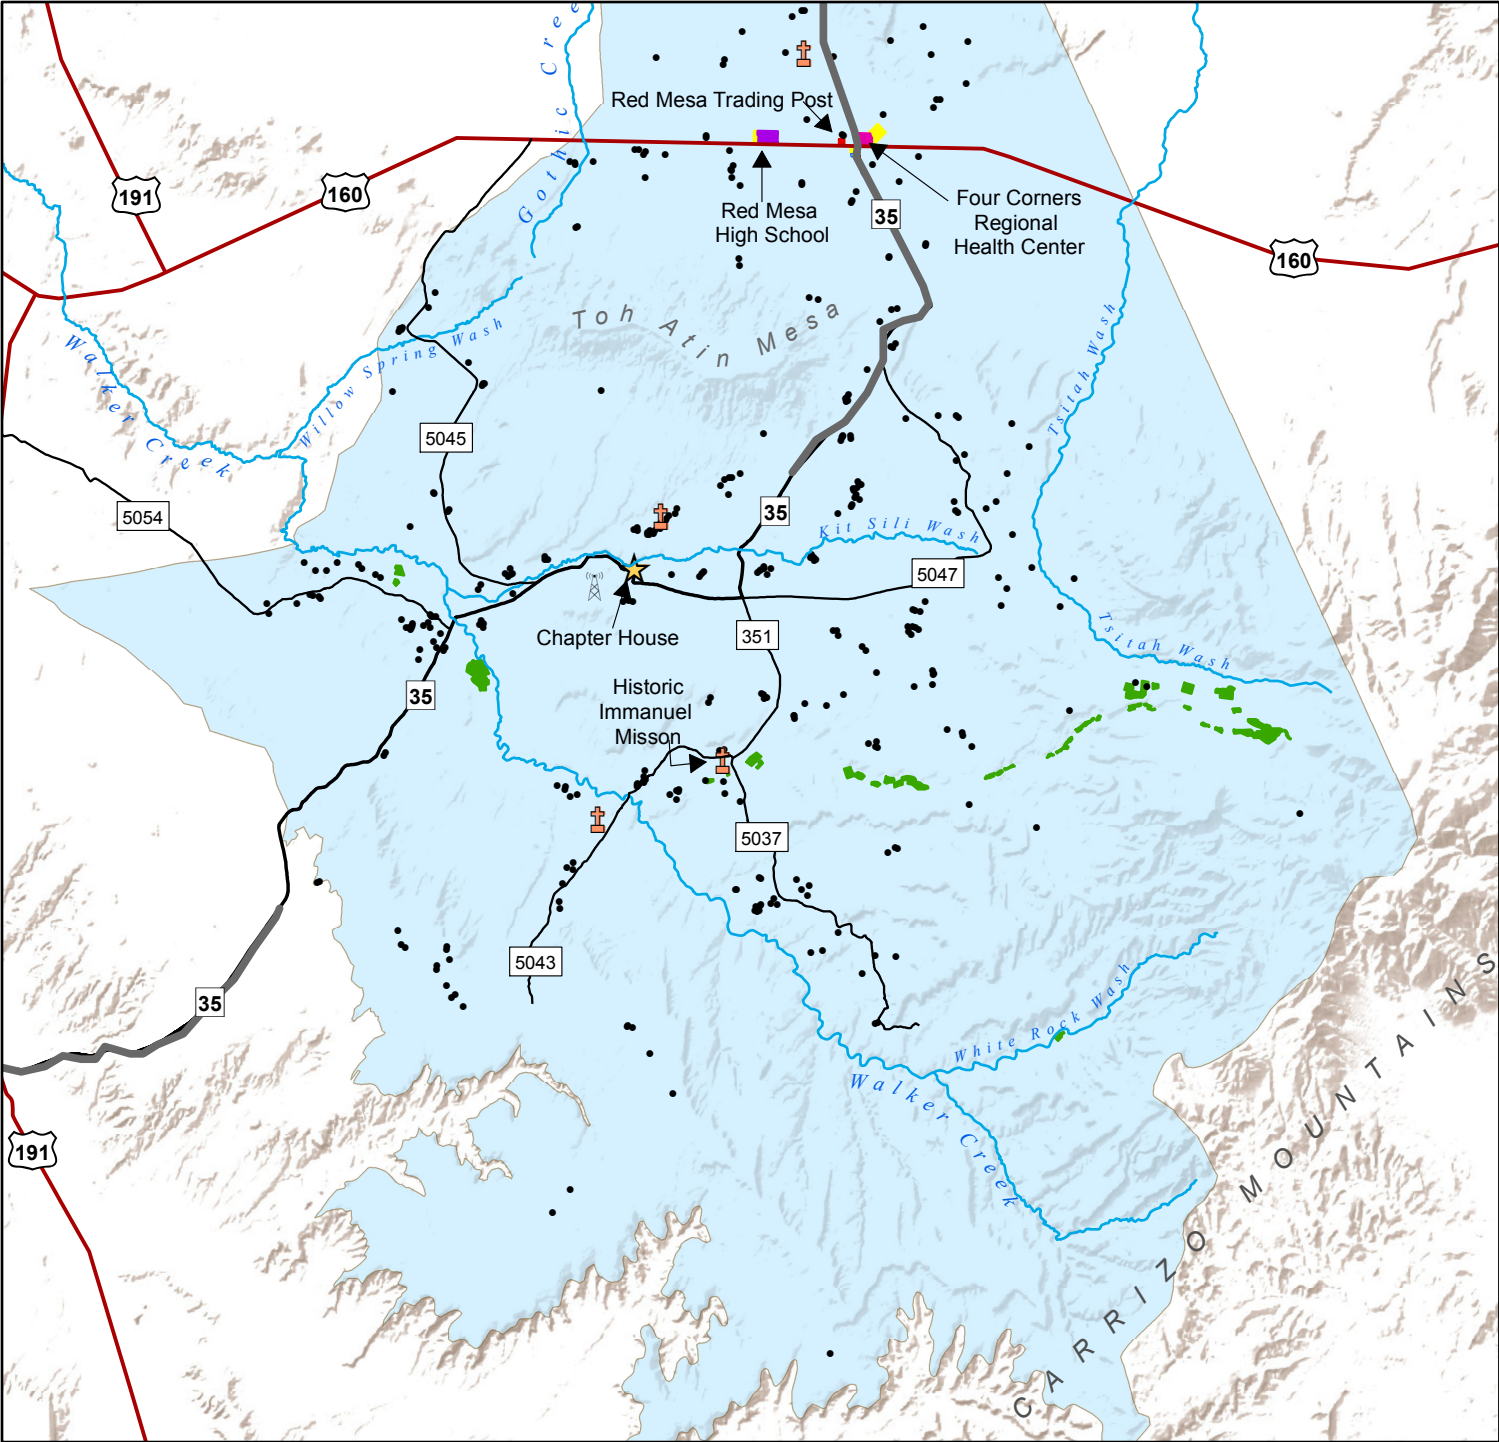 Gothic Cree
Red Mesa Trading Post
191
160
Red Mesa
High School
35
Four Corners
Regional
Health Center
160
Toh Atin Mesa
Walker Creek
Willow Spring Wash
Tsitah Wash
5045
5054
35
Kit Sili Wash
5047
Chapter House
351
Tsitah Wash
35
Historic
Immanuel
Misson
5037
5043
35
White Rock Wash
Walker Creek
191
CARRIZO MOUNTAINS